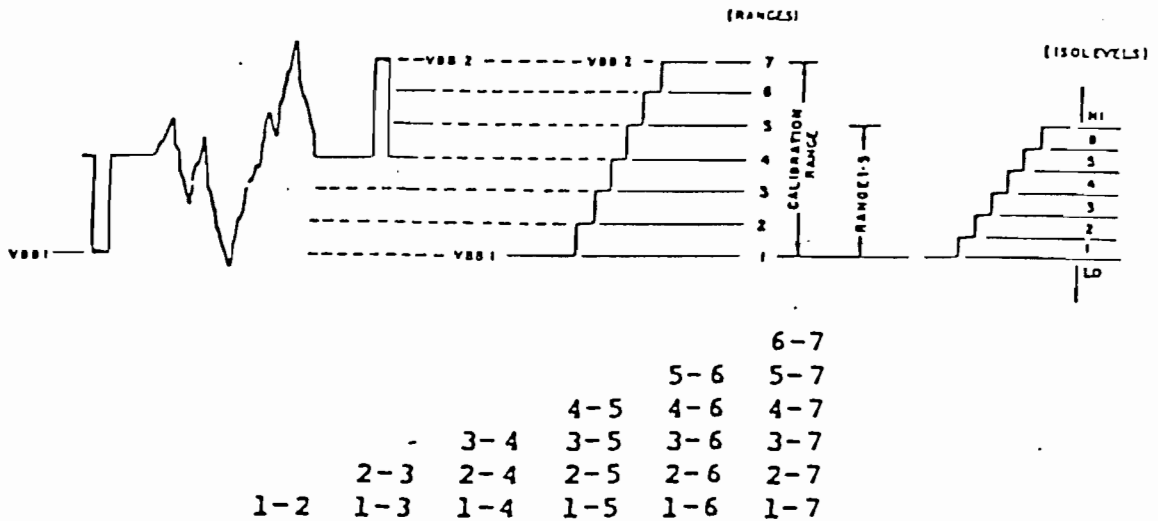 [RANGES]
[ISOLEVELS]
VBB 2 VBB 2 7
6
5
4
3
2
VBB1 VBB1 1
CALIBRATION RANGE
RANGE 1-5
HI
6
5
4
3
2
1
LO
6-7
5-6 5-7
4-5 4-6 4-7
3-4 3-5 3-6 3-7
2-3 2-4 2-5 2-6 2-7
1-2 1-3 1-4 1-5 1-6 1-7